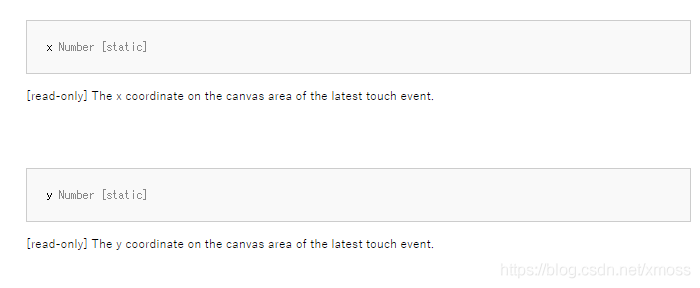 x Number [static]
[read-only] The x coordinate on the canvas area of the latest touch event.
y Number [static]
[read-only] The y coordinate on the canvas area of the latest touch event.
https://blog.csdn.net/xmoss